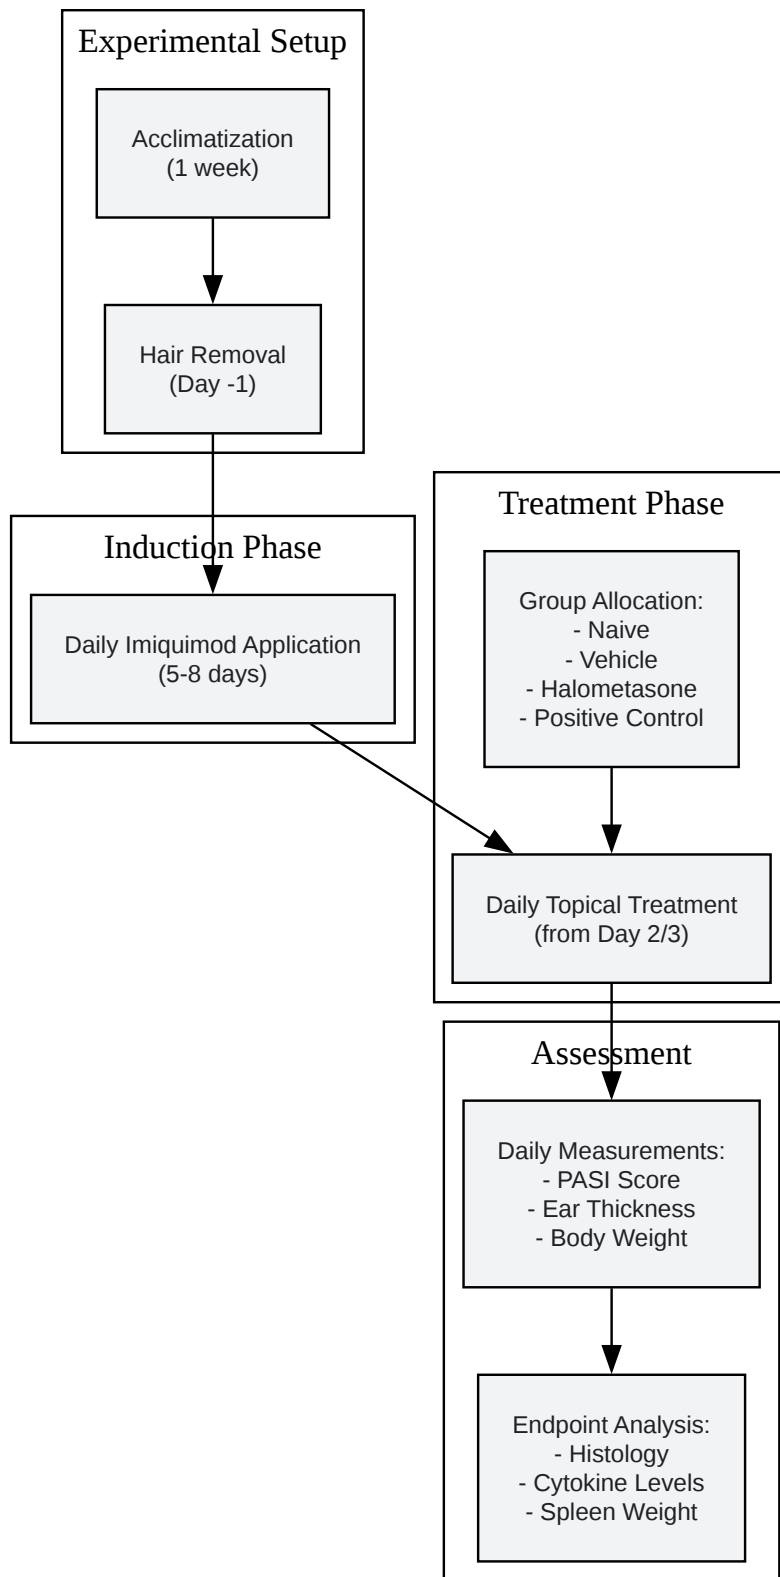 Experimental Setup
Acclimatization
(1 week)
Hair Removal
(Day -1)
Induction Phase
Daily Imiquimod Application
(5-8 days)
Treatment Phase
Group Allocation:
- Naive
- Vehicle
- Halometasone
- Positive Control
Daily Topical Treatment
(from Day 2/3)
Assessment
Daily Measurements:
- PASI Score
- Ear Thickness
- Body Weight
Endpoint Analysis:
- Histology
- Cytokine Levels
- Spleen Weight